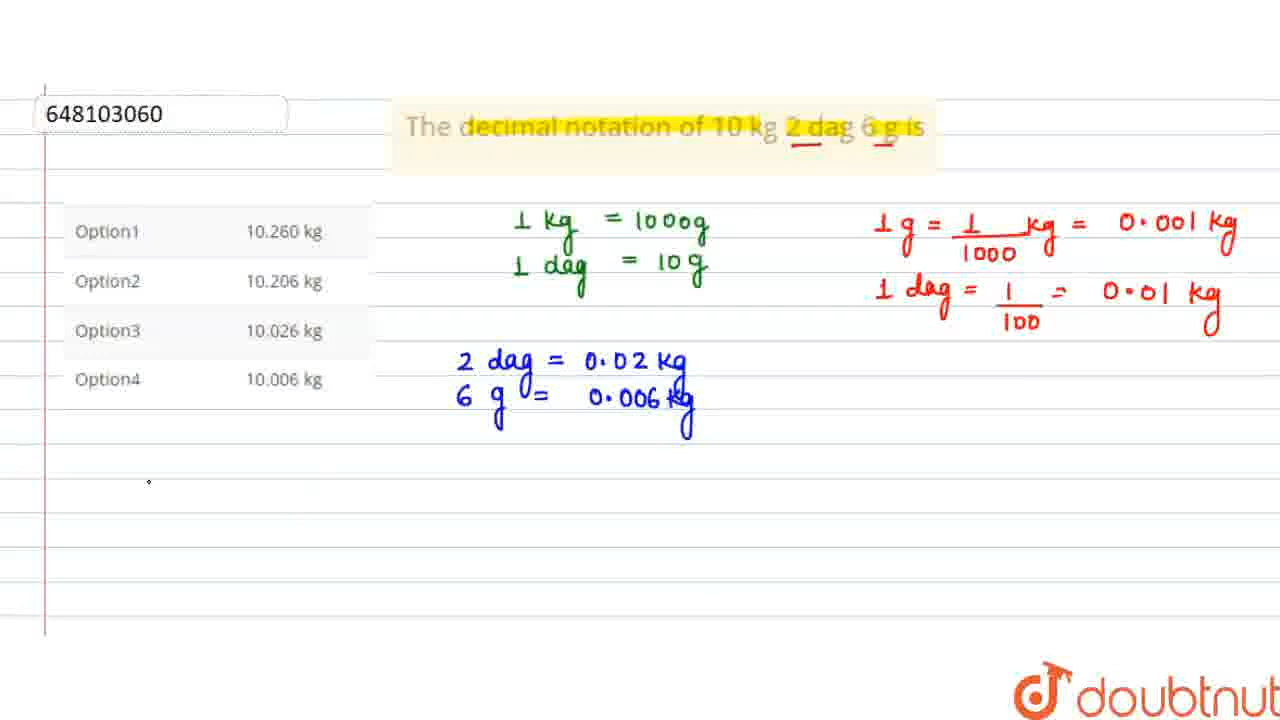 648103060
The decimal notation of 10 kg 2 dag 6 g is
Option1 10.260 kg
Option2 10.206 kg
Option3 10.026 kg
Option4 10.006 kg
1 kg = 1000g
1 dag = 10 g
1 g = 1/1000 kg = 0.001 kg
1 dag = 1/100 = 0.01 kg
2 dag = 0.02 kg
6 g = 0.006 kg
doubtnut